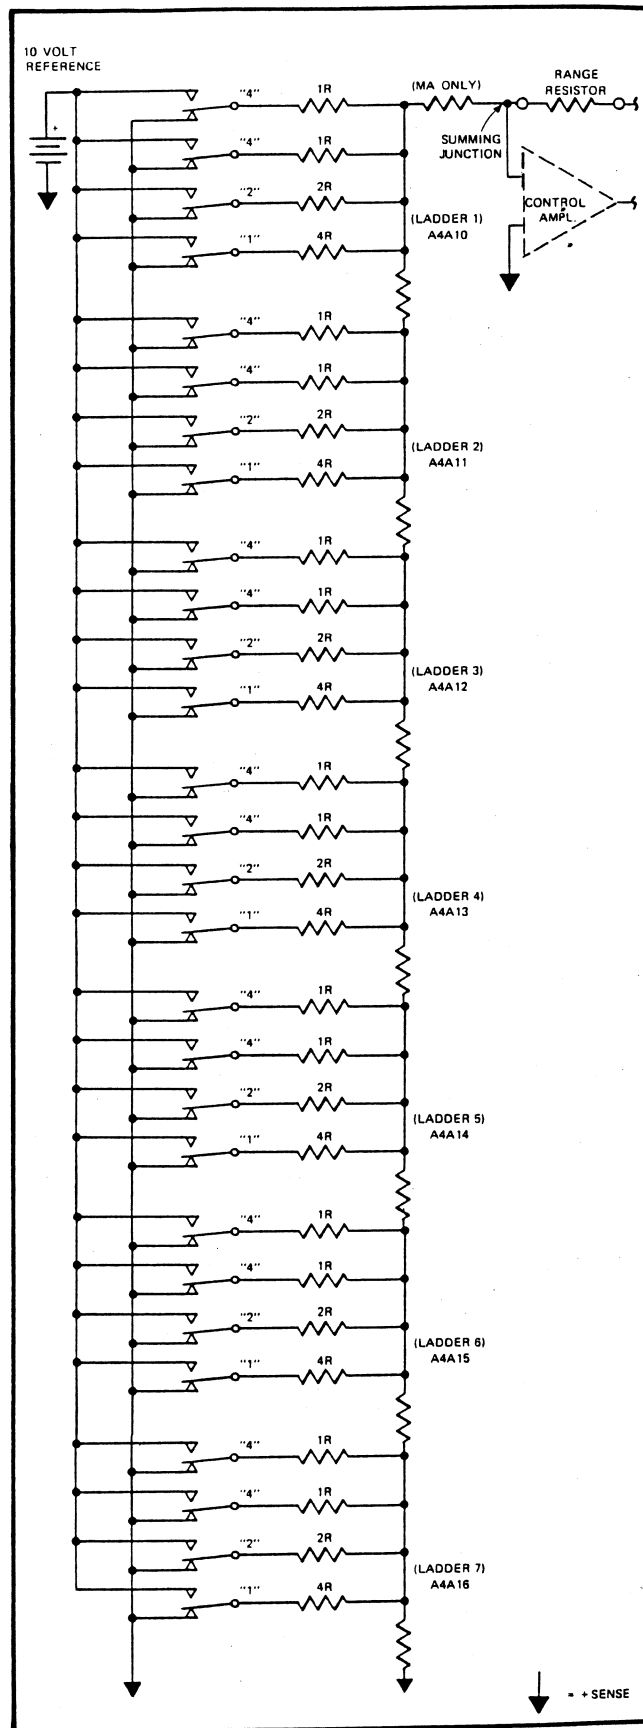 10 VOLT
REFERENCE
+
"4"
1R
(MA ONLY)
RANGE
RESISTOR
SUMMING
JUNCTION
CONTROL
AMPL.
"4"
1R
"2"
2R
(LADDER 1)
A4A10
"1"
4R
"4"
1R
"4"
1R
"2"
2R
(LADDER 2)
A4A11
"1"
4R
"4"
1R
"4"
1R
"2"
2R
(LADDER 3)
A4A12
"1"
4R
"4"
1R
"4"
1R
"2"
2R
(LADDER 4)
A4A13
"1"
4R
"4"
1R
"4"
1R
"2"
2R
(LADDER 5)
A4A14
"1"
4R
"4"
1R
"4"
1R
"2"
2R
(LADDER 6)
A4A15
"1"
4R
"4"
1R
"4"
1R
"2"
2R
(LADDER 7)
A4A16
"1"
4R
= + SENSE